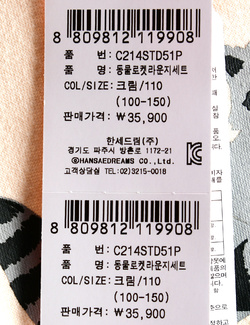 8 809812 119908
품 번: C214STD51P
품 명: 동물로켓라운지세트
COL/SIZE: 크림/110
(100-150)
판매가격: ₩35,900
한세드림(주)
경기도 파주시 방촌로 1172-21
@HANSAEDREAMS CO.,Ltd.
고객상담실 TEL:02)3215-0018
8 809812 119908
품 번: C214STD51P
품 명: 동물로켓라운지세트
COL/SIZE: 크림/110
(100-150)
판매가격: ₩35,900